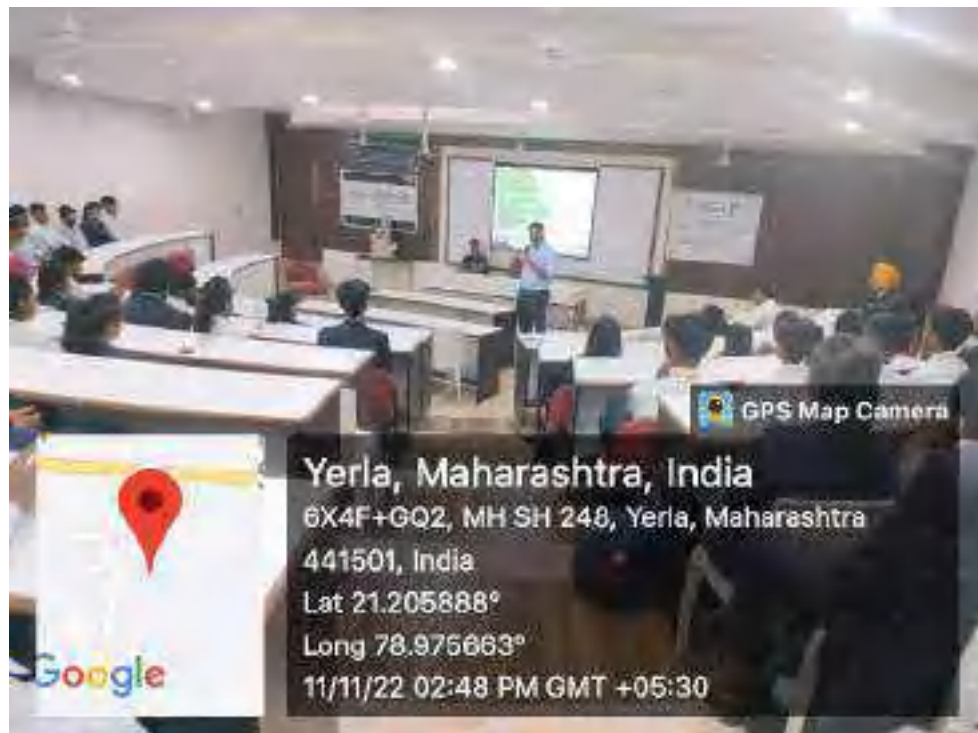 GPS Map Camera
Yerla, Maharashtra, India
6X4F+GQ2, MH SH 248, Yerla, Maharashtra
441501, India
Lat 21.205888°
Long 78.975663°
11/11/22 02:48 PM GMT +05:30
Google